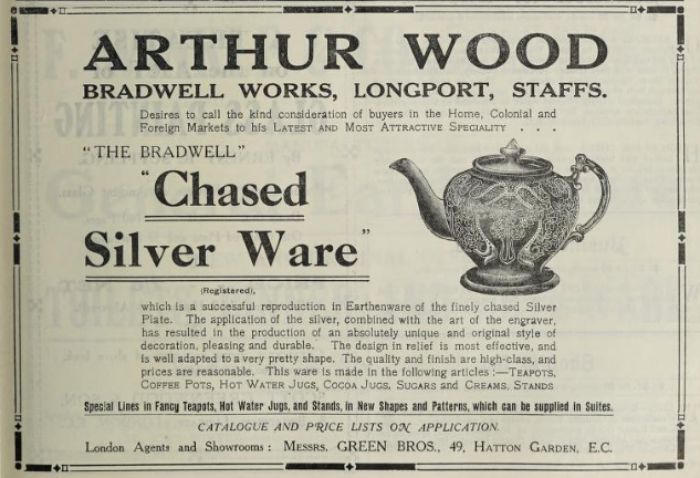 ARTHUR WOOD
BRADWELL WORKS, LONGPORT, STAFFS.
Desires to call the kind consideration of buyers in the Home, Colonial and
Foreign Markets to his LATEST AND MOST ATTRACTIVE SPECIALITY . . .
"THE BRADWELL"
"Chased
Silver Ware"
(Registered),
which is a successful reproduction in Earthenware of the finely chased Silver
Plate. The application of the silver, combined with the art of the engraver,
has resulted in the production of an absolutely unique and original style of
decoration, pleasing and durable. The design in relief is most effective, and
is well adapted to a very pretty shape. The quality and finish are high-class, and
prices are reasonable. This ware is made in the following articles :—TEAPOTS,
COFFEE POTS, HOT WATER JUGS, COCOA JUGS, SUGARS and CREAMS, STANDS
Special Lines in Fancy Teapots, Hot Water Jugs, and Stands, in New Shapes and Patterns, which can be supplied in Suites.
CATALOGUE AND PRICE LISTS ON APPLICATION.
London Agents and Showrooms : MESSRS. GREEN BROS., 49, HATTON GARDEN, E.C.